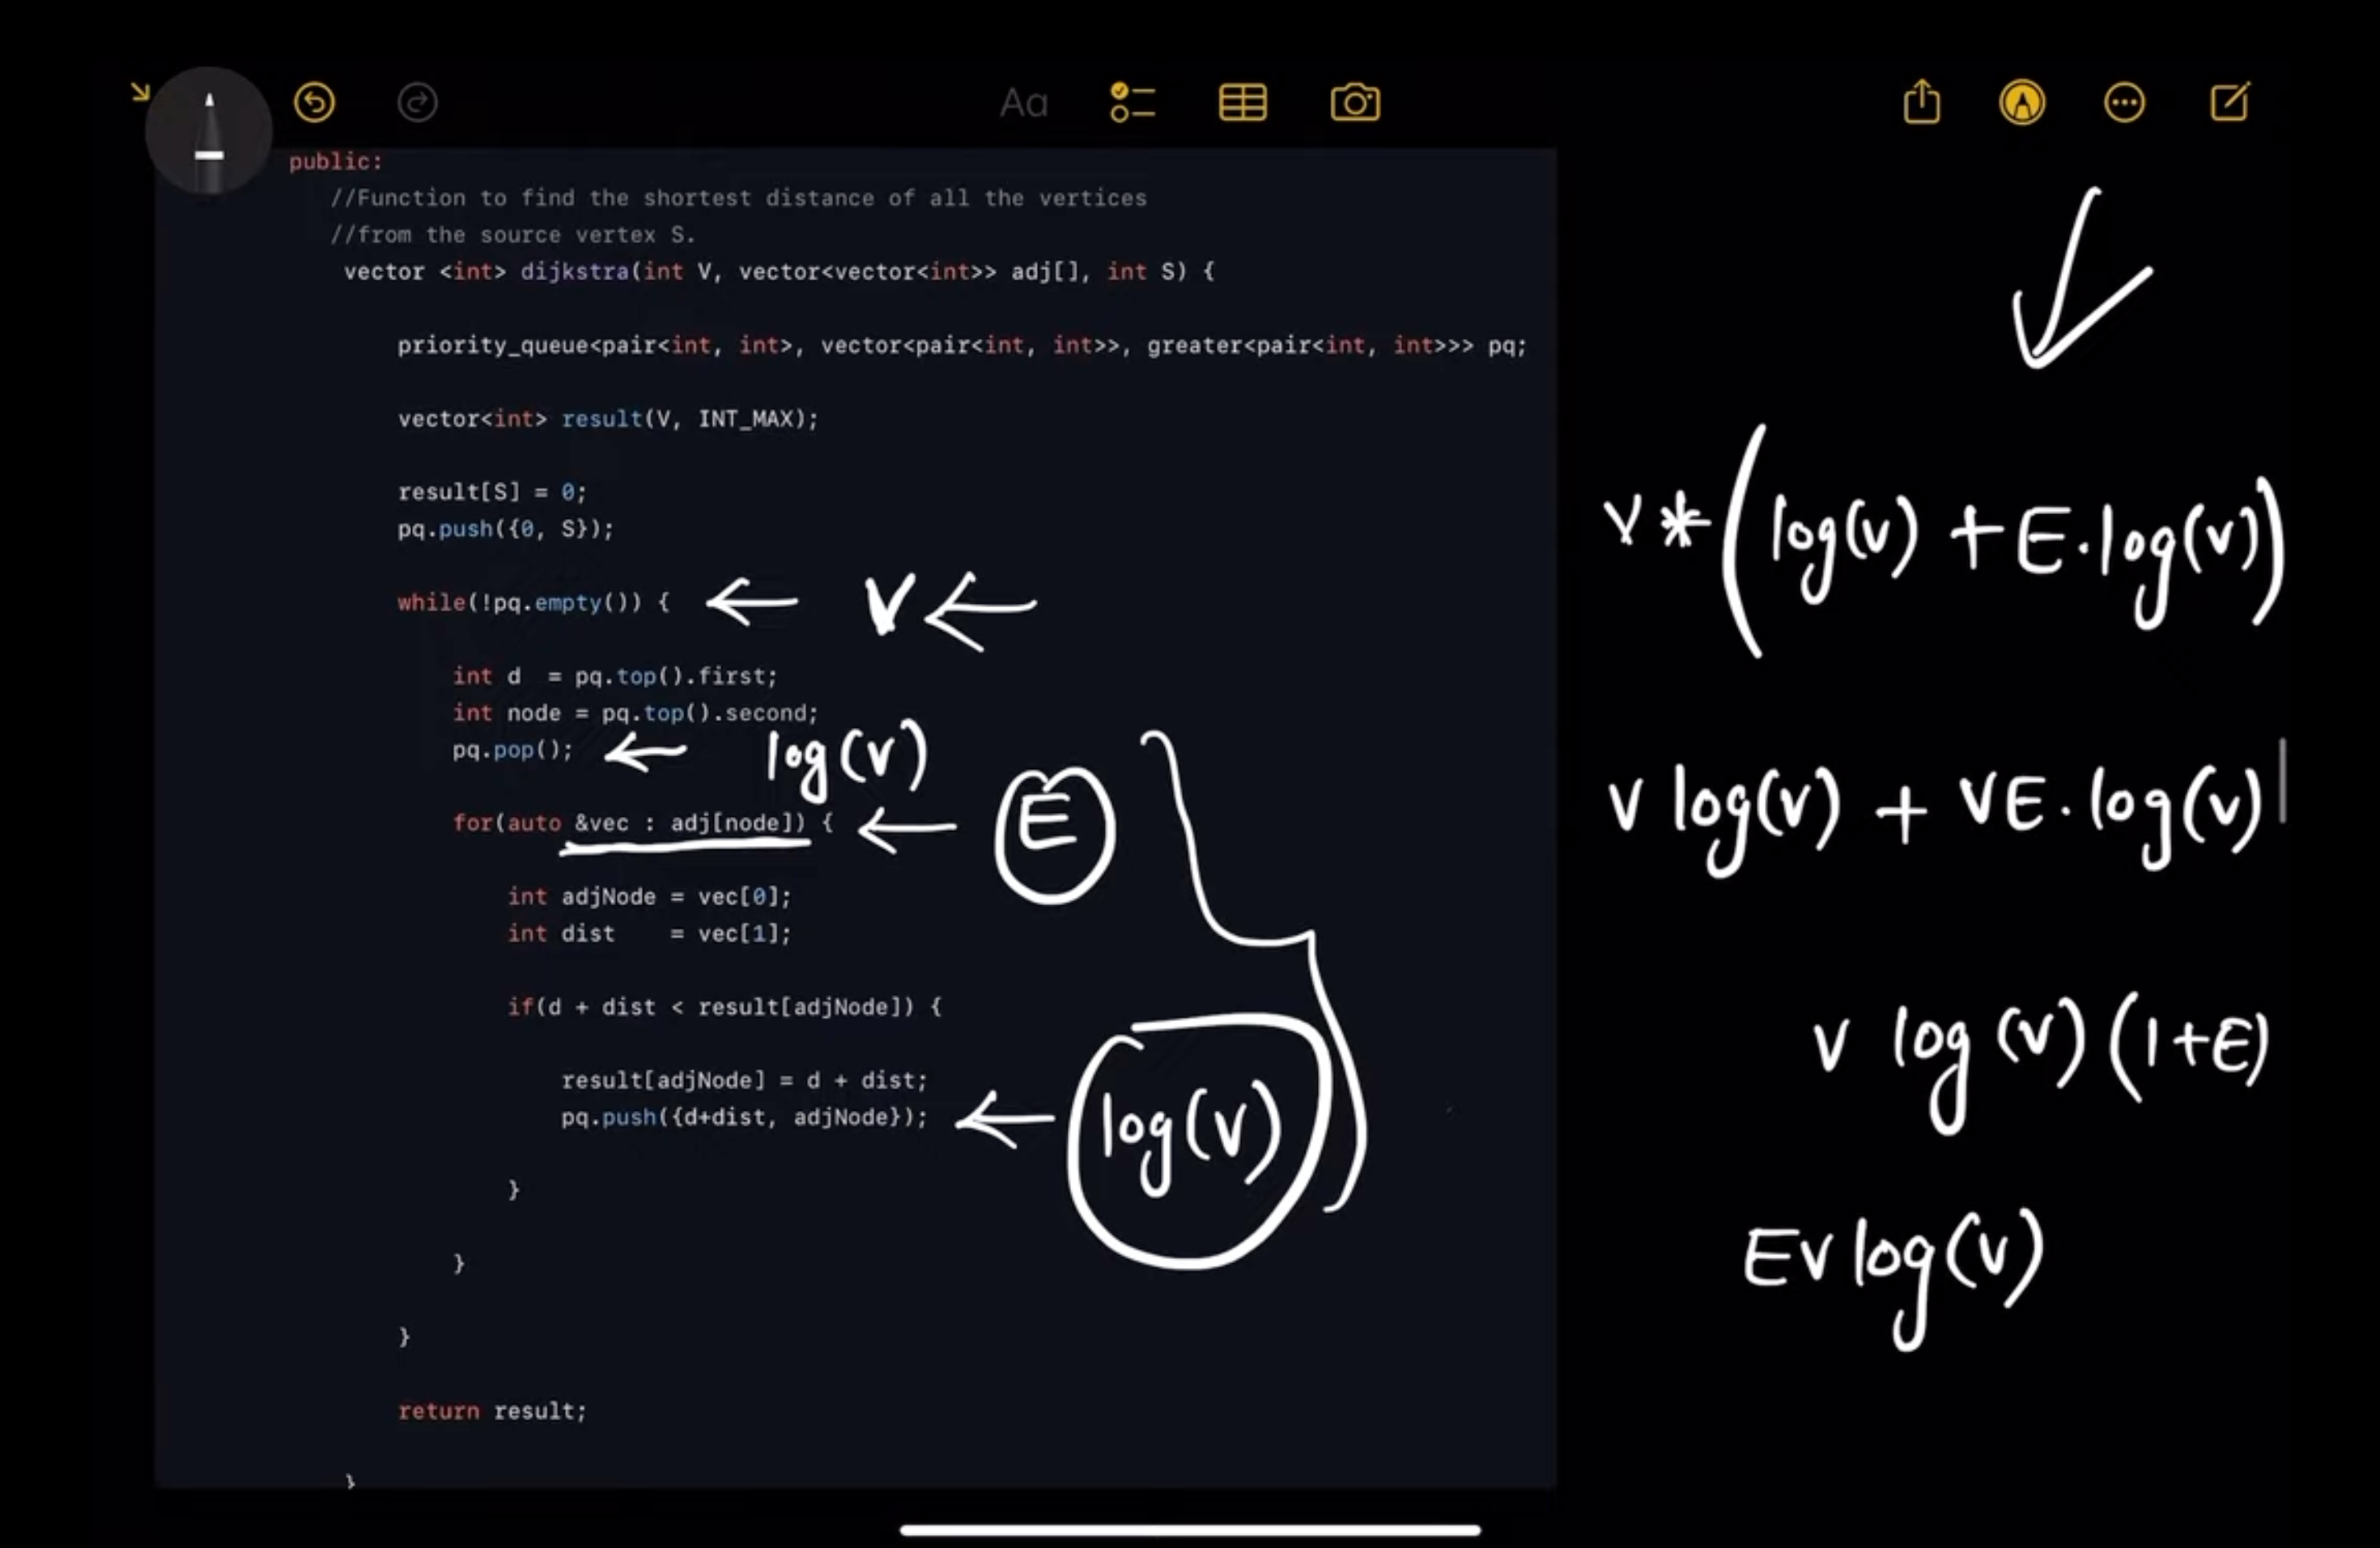 Aa
public:
//Function to find the shortest distance of all the vertices
//from the source vertex S.
vector <int> dijkstra(int V, vector<vector<int>> adj[], int S) {
priority_queue<pair<int, int>, vector<pair<int, int>>, greater<pair<int, int>>> pq;
vector<int> result(V, INT_MAX);
result[S] = 0;
pq.push({0, S});
while(!pq.empty()) { ← V ←
int d  = pq.top().first;
int node = pq.top().second;
pq.pop(); ← log(V)
for(auto &vec : adj[node]) { ← E
int adjNode = vec[0];
int dist    = vec[1];
if(d + dist < result[adjNode]) {
result[adjNode] = d + dist;
pq.push({d+dist, adjNode}); ← log(V)
}
}
}
return result;
}
V*(log(V) + E.log(V))
V log(V) + VE.log(V)
V log(V)(1+E)
EV log(V)